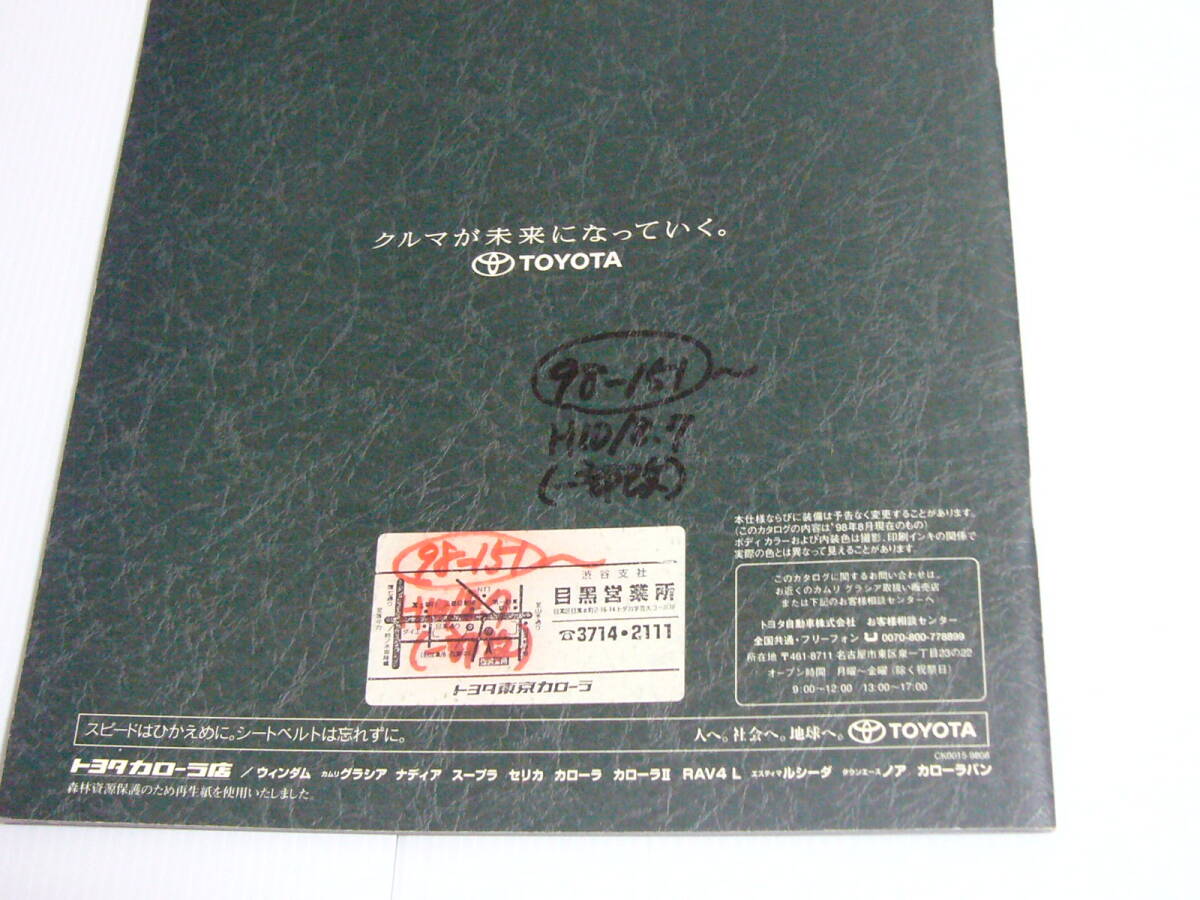 クルマが未来になっていく。
TOYOTA
98-151〜
H10/8.7
(一部改)
本仕様ならびに装備は予告なく変更することがあります。
(このカタログの内容は'98年8月現在のもの)
ボディカラーおよび内装色は撮影、印刷インキの関係で
実際の色とは異なって見えることがあります。
このカタログに関するお問い合わせは、
お近くのカムリ グラシア取扱い販売店
または下記のお客様相談センターへ
トヨタ自動車株式会社 お客様相談センター
全国共通・フリーフォン 0070-800-778899
所在地 〒461-8711 名古屋市東区泉一丁目23の22
オープン時間 月曜〜金曜(除く祝祭日)
9:00〜12:00 13:00〜17:00
98-151〜
渋谷支社
目黒営業所
☎3714・2111
トヨタ東京カローラ
スピードはひかえめに。シートベルトは忘れずに。
人へ。社会へ。地球へ。 TOYOTA
CK0015-9808
トヨタカローラ店 / ウィンダム カムリグラシア ナディア スープラ セリカ カローラ カローラⅡ RAV4 L エスティマルシーダ タウンエースノア カローラバン
森林資源保護のため再生紙を使用いたしました。